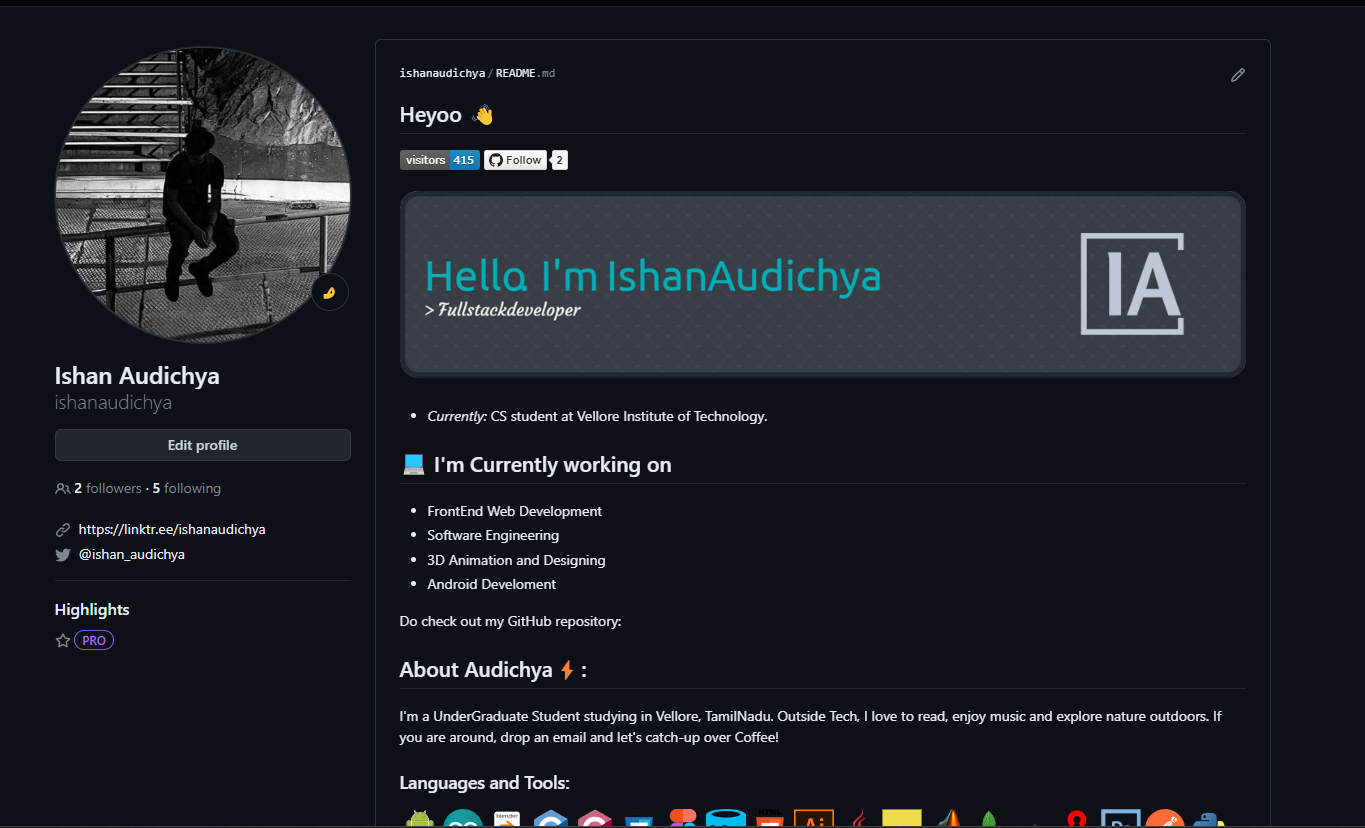 ishanaudichya / README.md
Heyoo 👋
visitors 415 Follow 2
Hello, I'm IshanAudichya
> Fullstackdeveloper
IA
Ishan Audichya
ishanaudichya
Edit profile
2 followers · 5 following
https://linktr.ee/ishanaudichya
@ishan_audichya
Highlights
PRO
• Currently: CS student at Vellore Institute of Technology.
💻 I'm Currently working on
• FrontEnd Web Development
• Software Engineering
• 3D Animation and Designing
• Android Develoment
Do check out my GitHub repository:
About Audichya ⚡ :
I'm a UnderGraduate Student studying in Vellore, TamilNadu. Outside Tech, I love to read, enjoy music and explore nature outdoors. If
you are around, drop an email and let's catch-up over Coffee!
Languages and Tools:
blender